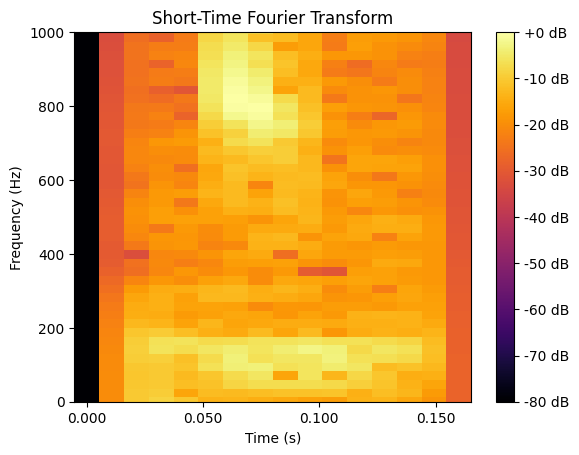 Short-Time Fourier Transform
Frequency (Hz)
1000
800
600
400
200
0
0.000
0.050
0.100
0.150
Time (s)
+0 dB
-10 dB
-20 dB
-30 dB
-40 dB
-50 dB
-60 dB
-70 dB
-80 dB